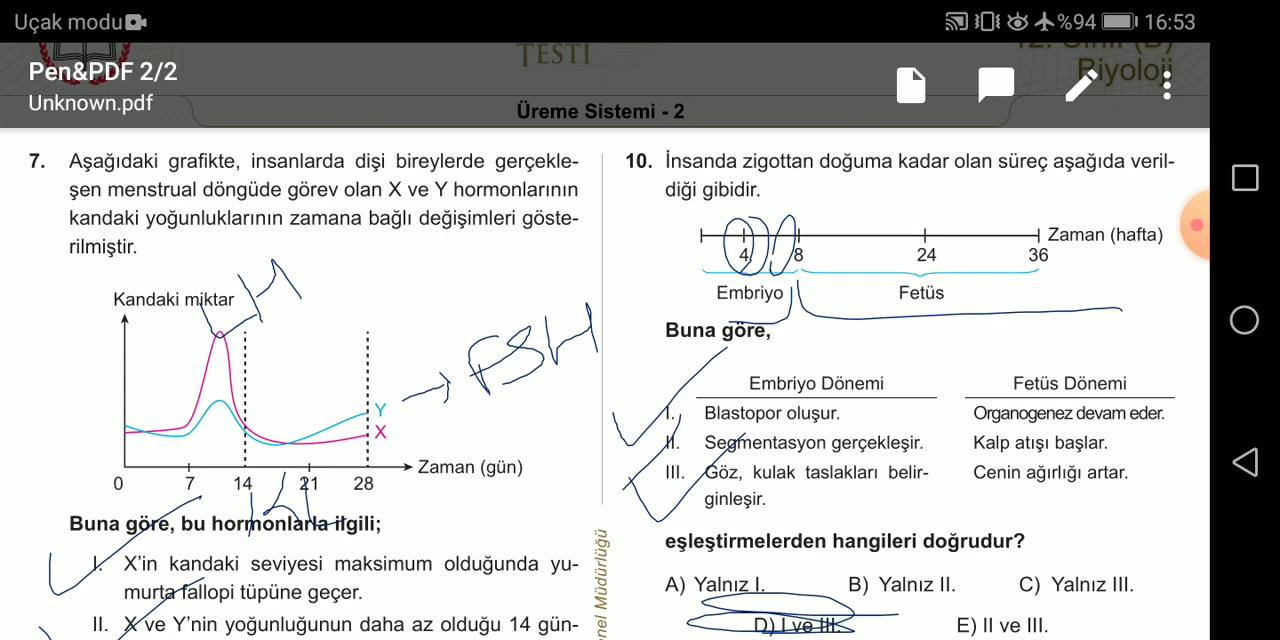 Uçak modu
%94 16:53
TESTİ
12. Sınıf (D)
Biyoloji
Pen&PDF 2/2
Unknown.pdf
Üreme Sistemi - 2
7. Aşağıdaki grafikte, insanlarda dişi bireylerde gerçekle-
şen menstrual döngüde görev olan X ve Y hormonlarının
kandaki yoğunluklarının zamana bağlı değişimleri göste-
rilmiştir.
Kandaki miktar
LH
FSH
Y
X
Zaman (gün)
0 7 14 21 28
Buna göre, bu hormonlarla ilgili;
I. X'in kandaki seviyesi maksimum olduğunda yu-
murta fallopi tüpüne geçer.
II. X ve Y'nin yoğunluğunun daha az olduğu 14 gün-
nel Müdürlüğü
10. İnsanda zigottan doğuma kadar olan süreç aşağıda veril-
diği gibidir.
Zaman (hafta)
4 8 24 36
Embriyo Fetüs
Buna göre,
Embriyo Dönemi Fetüs Dönemi
I. Blastopor oluşur. Organogenez devam eder.
II. Segmentasyon gerçekleşir. Kalp atışı başlar.
III. Göz, kulak taslakları belir- Cenin ağırlığı artar.
ginleşir.
eşleştirmelerden hangileri doğrudur?
A) Yalnız I. B) Yalnız II. C) Yalnız III.
D) I ve III. E) II ve III.